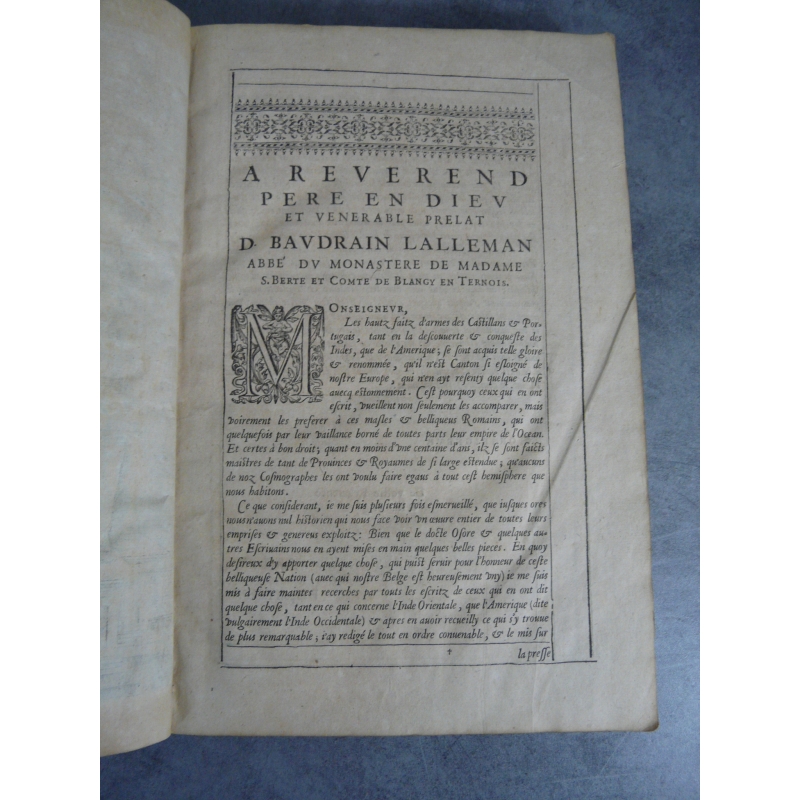 A REVEREND
PERE EN DIEV
ET VENERABLE PRELAT
D. BAVDRAIN LALLEMAN
ABBÉ DV MONASTERE DE MADAME
S. BERTE ET COMTE DE BLANGY EN TERNOIS.
MONSEIGNEVR,
Les hautz faitz d'armes des Castillans & Por-
tugais, tant en la descouuerte & conqueste des
Indes, que de l'Amerique; se sont acquis telle gloire
& renommée, qu'il n'est Canton si esloigné de
nostre Europe, qui n'en ayt resenty quelque chose
auecq estonnement. C'est pourquoy ceux qui en ont
escrit, vueillent non seulement les accomparer, mais
voirement les preferer à ces masles & belliqueus Romains, qui ont
quelquefois par leur vaillance borné de toutes parts leur empire de l'Ocean.
Et certes à bon droit; quant en moins d'vne centaine d'ans, ilz se sont faicts
maistres de tant de Prouinces & Royaumes de si large estendue; qu'aucuns
de noz Cosmographes les ont voulu faire egaus à tout cest hemisphere que
nous habitons.
Ce que considerant, ie me suis plusieurs fois esmerueillé, que iusques ores
nous n'auons nul historien qui nous face voir vn œuure entier de toutes leurs
emprises & genereus exploitz: Bien que le docte Osore & quelques au-
tres Escriuains nous en ayent mises en main quelques belles pieces. En quoy
desireux d'y apporter quelque chose, qui puist seruir pour l'honneur de ceste
belliqueuse Nation (auec qui nostre Belge est heureusement vny) ie me suis
mis à faire maintes recerches par touts les escritz de ceux qui en ont dit
quelque chose, tant en ce qui concerne l'Inde Orientale, que l'Amerique (dite
vulgairement l'Inde Occidentale) & apres en auoir recueilly ce qui s'y trouue
de plus remarquable; i'ay redigé le tout en ordre conuenable, & le mis sur
† la presse